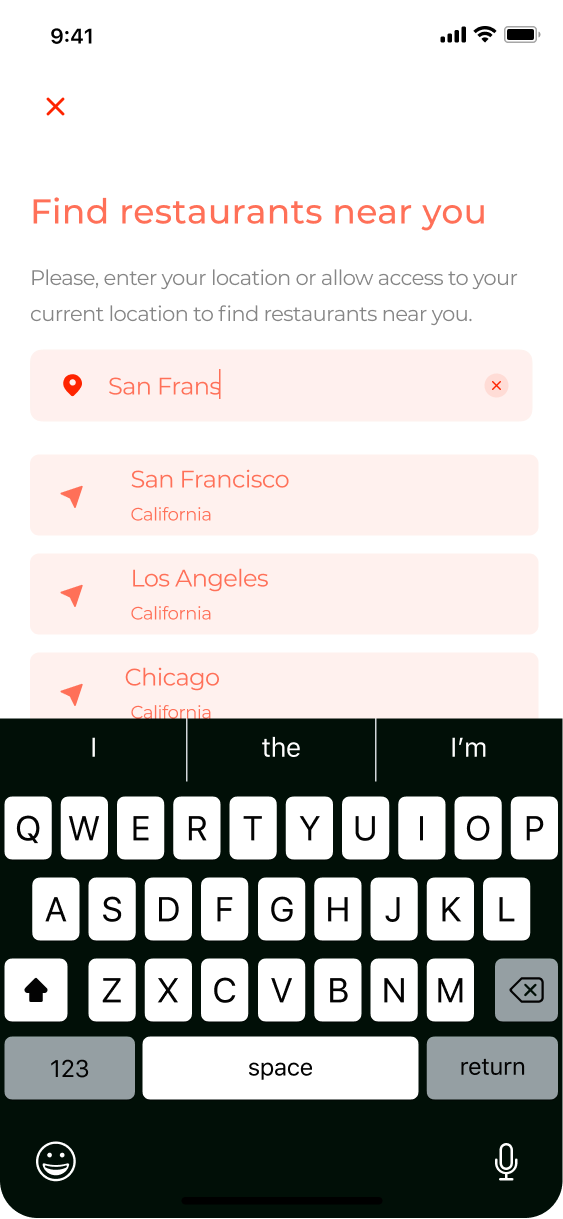 9:41
Find restaurants near you
Please, enter your location or allow access to your
current location to find restaurants near you.
San Frans
San Francisco
California
Los Angeles
California
Chicago
California
I the I’m
Q W E R T Y U I O P
A S D F G H J K L
Z X C V B N M
123 space return